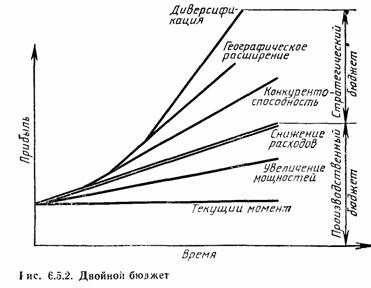 Диверсифи-
кация
Географическое
расширение
Конкуренто-
способность
Снижение
расходов
Увеличение
мощностей
Текущий момент
Прибыль
Время
Стратегический
бюджет
Производственный
бюджет
Рис. 6.5.2. Двойной бюджет